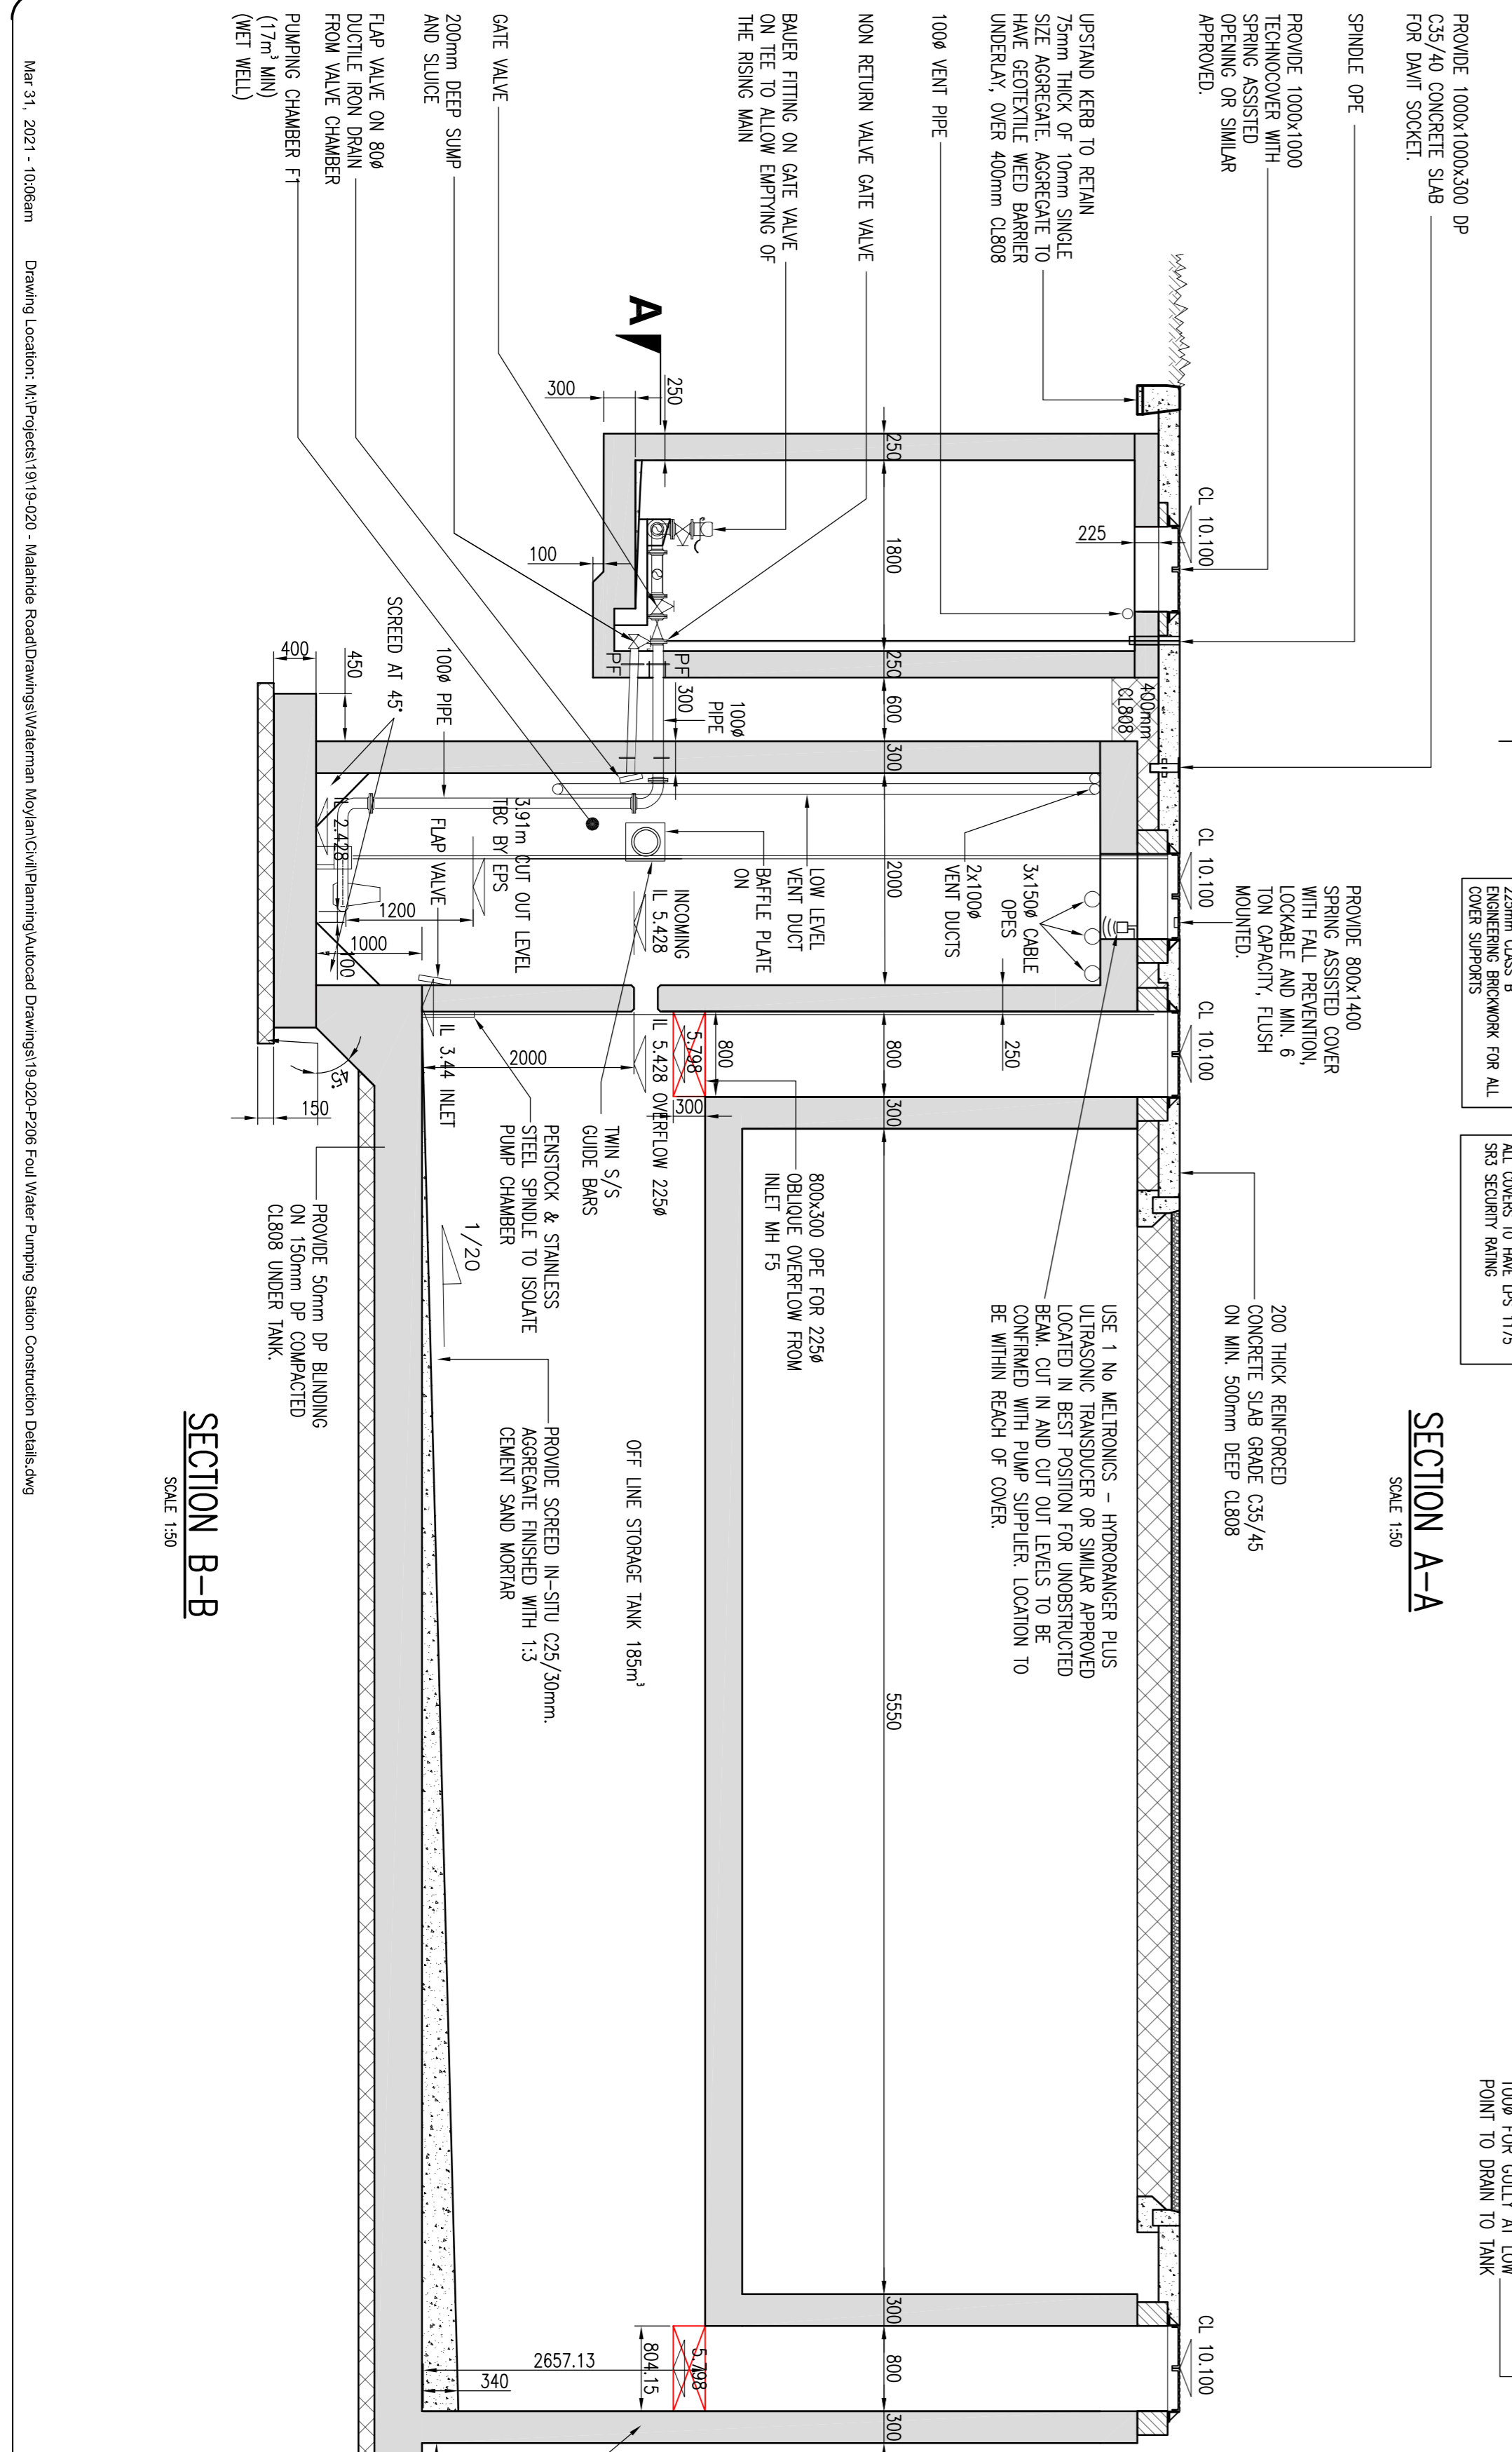 PROVIDE 1000x1000x300 DP
C35/40 CONCRETE SLAB
FOR DAVIT SOCKET.
SPINDLE OPE
PROVIDE 1000x1000
TECHNOCOVER WITH
SPRING ASSISTED
OPENING OR SIMILAR
APPROVED.
UPSTAND KERB TO RETAIN
75mm THICK OF 10mm SINGLE
SIZE AGGREGATE. AGGREGATE TO
HAVE GEOTEXTILE WEED BARRIER
UNDERLAY, OVER 400mm CL808
100ø VENT PIPE
NON RETURN VALVE GATE VALVE
BAUER FITTING ON GATE VALVE
ON TEE TO ALLOW EMPTYING OF
THE RISING MAIN
GATE VALVE
200mm DEEP SUMP
AND SLUICE
FLAP VALVE ON 80ø
DUCTILE IRON DRAIN
FROM VALVE CHAMBER
PUMPING CHAMBER F1
(17m³ MIN)
(WET WELL)
225mm CLASS B
ENGINEERING BRICKWORK FOR ALL
COVER SUPPORTS
ALL COVERS TO HAVE LPS 1175
SR3 SECURITY RATING
100ø FOR GULLY AT LOW
POINT TO DRAIN TO TANK
SECTION A-A
SCALE 1:50
PROVIDE 800x1400
SPRING ASSISTED COVER
WITH FALL PREVENTION,
LOCKABLE AND MIN. 6
TON CAPACITY, FLUSH
MOUNTED.
200 THICK REINFORCED
CONCRETE SLAB GRADE C35/45
ON MIN. 500mm DEEP CL808
CL 10.100
CL 10.100
CL 10.100
CL 10.100
225
400mm
CL808
3x150ø CABLE
OPES
2x100ø
VENT DUCTS
250
USE 1 No MELTRONICS - HYDRORANGER PLUS
ULTRASONIC TRANSDUCER OR SIMILAR APPROVED
LOCATED IN BEST POSITION FOR UNOBSTRUCTED
BEAM. CUT IN AND CUT OUT LEVELS TO BE
CONFIRMED WITH PUMP SUPPLIER. LOCATION TO
BE WITHIN REACH OF COVER.
250
1800
250
600
300
2000
800
300
5550
300
800
300
LOW LEVEL
VENT DUCT
BAFFLE PLATE
ON
INCOMING
IL 5.428
800x300 OPE FOR 225ø
OBLIQUE OVERFLOW FROM
INLET MH F5
800
5.798
300
IL 5.428 OVERFLOW 225ø
5.798
804.15
2657.13
340
A
250
300
100
PF
PF
300
100ø
PIPE
TWIN S/S
GUIDE BARS
PENSTOCK & STAINLESS
STEEL SPINDLE TO ISOLATE
PUMP CHAMBER
OFF LINE STORAGE TANK 185m³
3.91m CUT OUT LEVEL
TBC BY EPS
2000
1/20
PROVIDE SCREED IN-SITU C25/30mm.
AGGREGATE FINISHED WITH 1:3
CEMENT SAND MORTAR
FLAP VALVE
IL 3.44 INLET
100ø PIPE
SCREED AT 45°
1200
1000
100
IL 2.428
450
400
45°
150
PROVIDE 50mm DP BLINDING
ON 150mm DP COMPACTED
CL808 UNDER TANK.
SECTION B-B
SCALE 1:50
Mar 31, 2021 - 10:06am Drawing Location: M:\Projects\19\19-020 - Malahide Road\Drawings\Waterman Moylan\Civil\Planning\Autocad Drawings\19-020-P206 Foul Water Pumping Station Construction Details.dwg